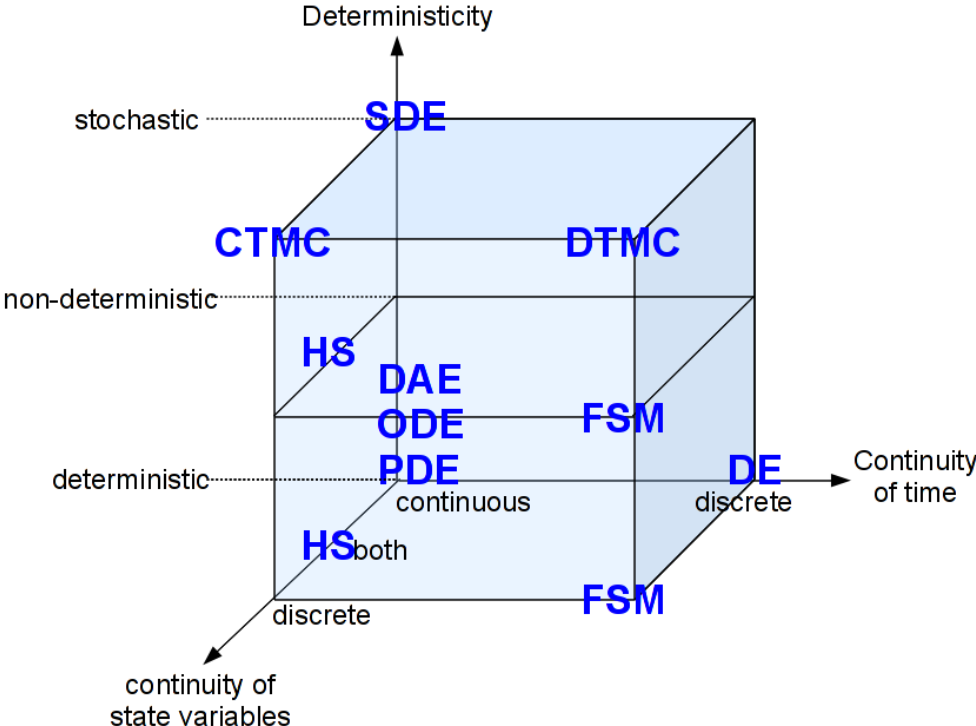 Deterministicity
stochastic
SDE
CTMC
DTMC
non-deterministic
HS
DAE
ODE
FSM
PDE
DE
deterministic
continuous
discrete
Continuity
of time
HS
both
FSM
discrete
continuity of
state variables